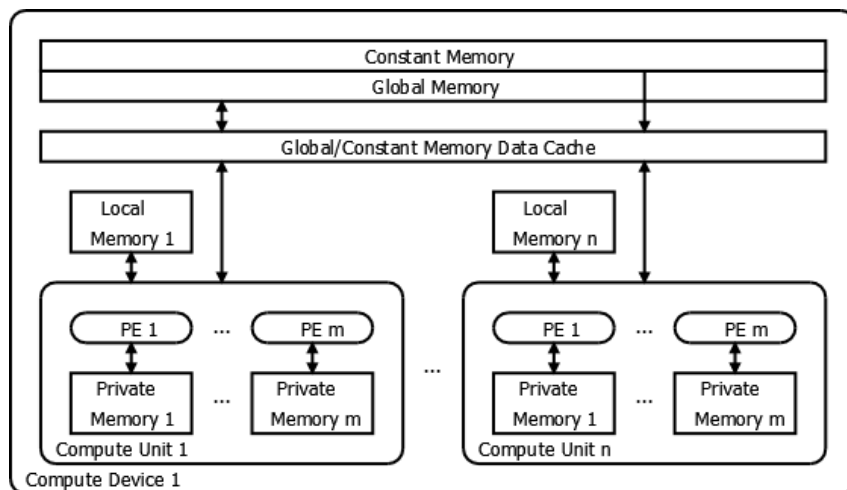 Constant Memory
Global Memory
Global/Constant Memory Data Cache
Local
Memory 1
Local
Memory n
PE 1
...
PE m
PE 1
...
PE m
Private
Memory 1
...
Private
Memory m
...
Private
Memory 1
...
Private
Memory m
Compute Unit 1
Compute Unit n
Compute Device 1